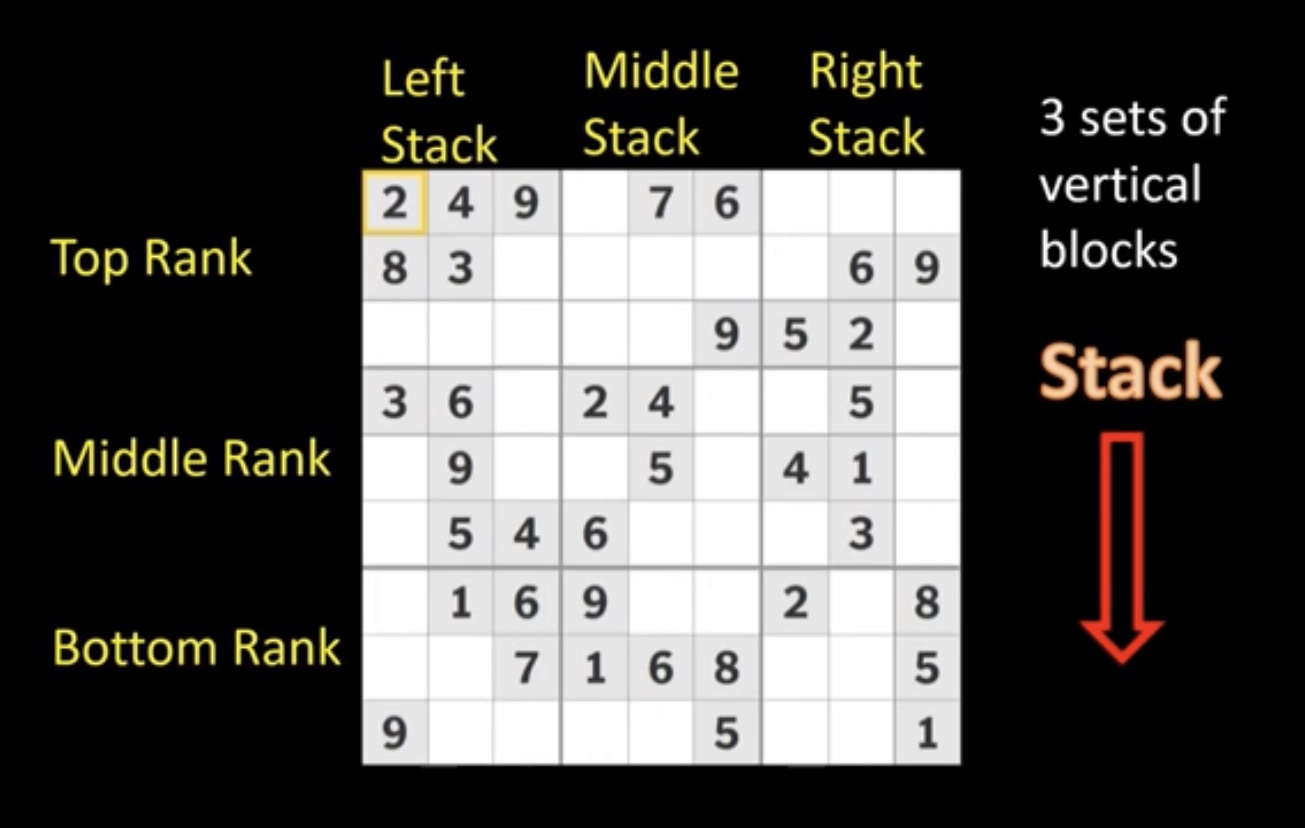 Left
Stack
Middle
Stack
Right
Stack
3 sets of
vertical
blocks
Stack
Top Rank
Middle Rank
Bottom Rank
2 4 9 7 6
8 3 6 9
9 5 2
3 6 2 4 5
9 5 4 1
5 4 6 3
1 6 9 2 8
7 1 6 8 5
9 5 1